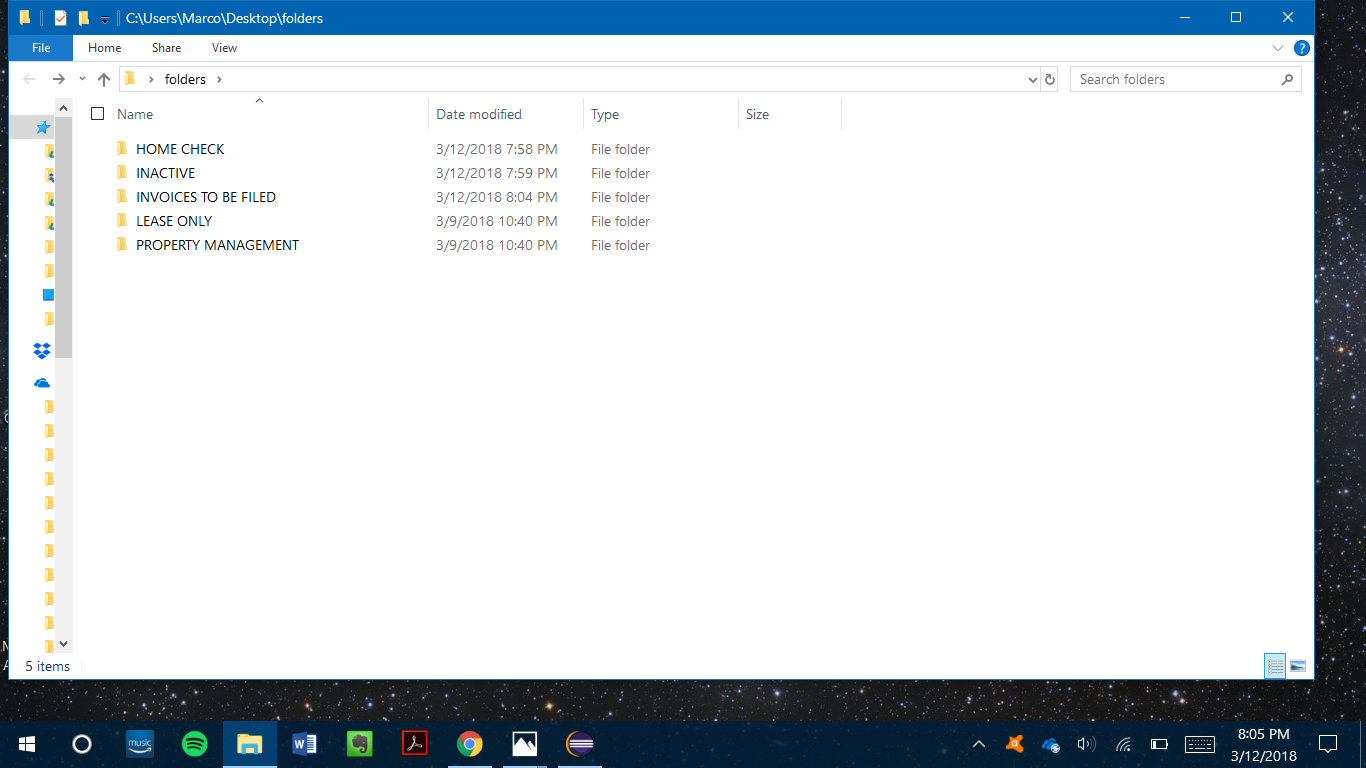 C:\Users\Marco\Desktop\folders
File Home Share View
folders
Search folders
Name Date modified Type Size
HOME CHECK 3/12/2018 7:58 PM File folder
INACTIVE 3/12/2018 7:59 PM File folder
INVOICES TO BE FILED 3/12/2018 8:04 PM File folder
LEASE ONLY 3/9/2018 10:40 PM File folder
PROPERTY MANAGEMENT 3/9/2018 10:40 PM File folder
5 items
music
8:05 PM
3/12/2018